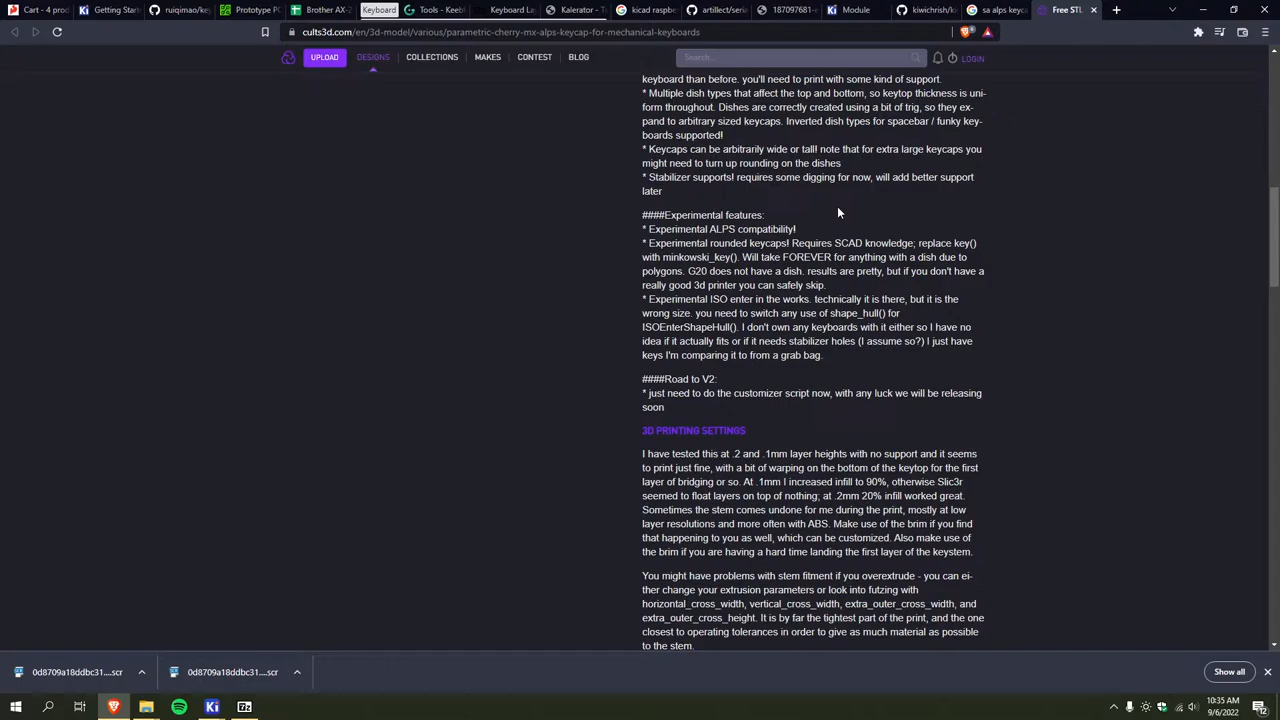 Cart - 4 prod
Getting Starte
ruiqimao/key
Prototype PC
Brother AX-2
Keyboard
Tools - Keeb
Keyboard Lay
Kalerator - T
kicad raspber
artillect/seria
187097181-m
Module
kiwichrish/k
sa alps keyca
Free STL
cults3d.com/en/3d-model/various/parametric-cherry-mx-alps-keycap-for-mechanical-keyboards
UPLOAD
DESIGNS
COLLECTIONS
MAKES
CONTEST
BLOG
Search...
LOGIN
keyboard than before. you'll need to print with some kind of support.
* Multiple dish types that affect the top and bottom, so keytop thickness is uni-
form throughout. Dishes are correctly created using a bit of trig, so they ex-
pand to arbitrary sized keycaps. Inverted dish types for spacebar / funky key-
boards supported!
* Keycaps can be arbitrarily wide or tall! note that for extra large keycaps you
might need to turn up rounding on the dishes
* Stabilizer supports! requires some digging for now, will add better support
later
####Experimental features:
* Experimental ALPS compatibility!
* Experimental rounded keycaps! Requires SCAD knowledge; replace key()
with minkowski_key(). Will take FOREVER for anything with a dish due to
polygons. G20 does not have a dish. results are pretty, but if you don't have a
really good 3d printer you can safely skip.
* Experimental ISO enter in the works. technically it is there, but it is the
wrong size. you need to switch any use of shape_hull() for
ISOEnterShapeHull(). I don't own any keyboards with it either so I have no
idea if it actually fits or if it needs stabilizer holes (I assume so?) I just have
keys I'm comparing it to from a grab bag.
####Road to V2:
* just need to do the customizer script now, with any luck we will be releasing
soon
3D PRINTING SETTINGS
I have tested this at .2 and .1mm layer heights with no support and it seems
to print just fine, with a bit of warping on the bottom of the keytop for the first
layer of bridging or so. At .1mm I increased infill to 90%, otherwise Slic3r
seemed to float layers on top of nothing; at .2mm 20% infill worked great.
Sometimes the stem comes undone for me during the print, mostly at low
layer resolutions and more often with ABS. Make use of the brim if you find
that happening to you as well, which can be customized. Also make use of
the brim if you are having a hard time landing the first layer of the keystem.
You might have problems with stem fitment if you overextrude - you can ei-
ther change your extrusion parameters or look into futzing with
horizontal_cross_width, vertical_cross_width, extra_outer_cross_width, and
extra_outer_cross_height. It is by far the tightest part of the print, and the one
closest to operating tolerances in order to give as much material as possible
to the stem.
0d8709a18ddbc31....scr
0d8709a18ddbc31....scr
Show all
10:35 AM
9/6/2022
12